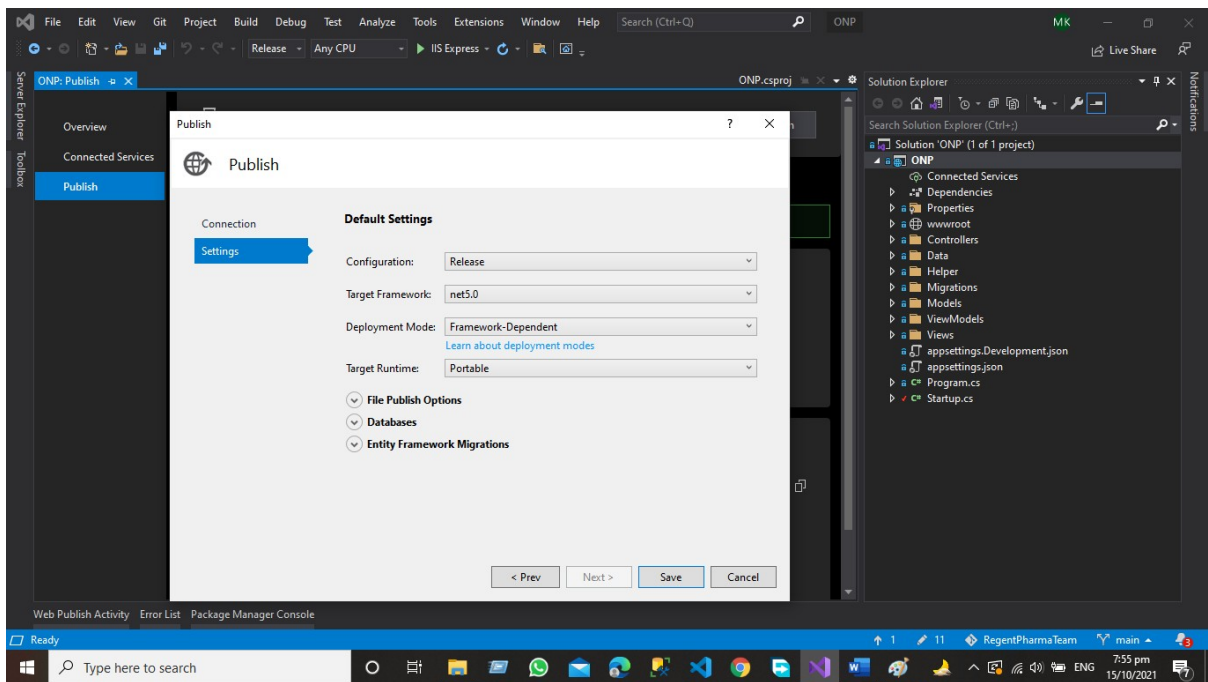 File Edit View Git Project Build Debug Test Analyze Tools Extensions Window Help Search (Ctrl+Q) ONP MK
Release Any CPU IIS Express Live Share
Server Explorer
Toolbox
ONP: Publish ONP.csproj
Overview
Connected Services
Publish
Publish ? ×
Publish
Connection
Settings
Default Settings
Configuration: Release
Target Framework: net5.0
Deployment Mode: Framework-Dependent
Learn about deployment modes
Target Runtime: Portable
File Publish Options
Databases
Entity Framework Migrations
< Prev Next > Save Cancel
Solution Explorer
Search Solution Explorer (Ctrl+;)
Solution 'ONP' (1 of 1 project)
ONP
Connected Services
Dependencies
Properties
wwwroot
Controllers
Data
Helper
Migrations
Models
ViewModels
Views
appsettings.Development.json
appsettings.json
C# Program.cs
C# Startup.cs
Notifications
Web Publish Activity Error List Package Manager Console
Ready 1 11 RegentPharmaTeam main 3
Type here to search ENG 7:55 pm
15/10/2021 7